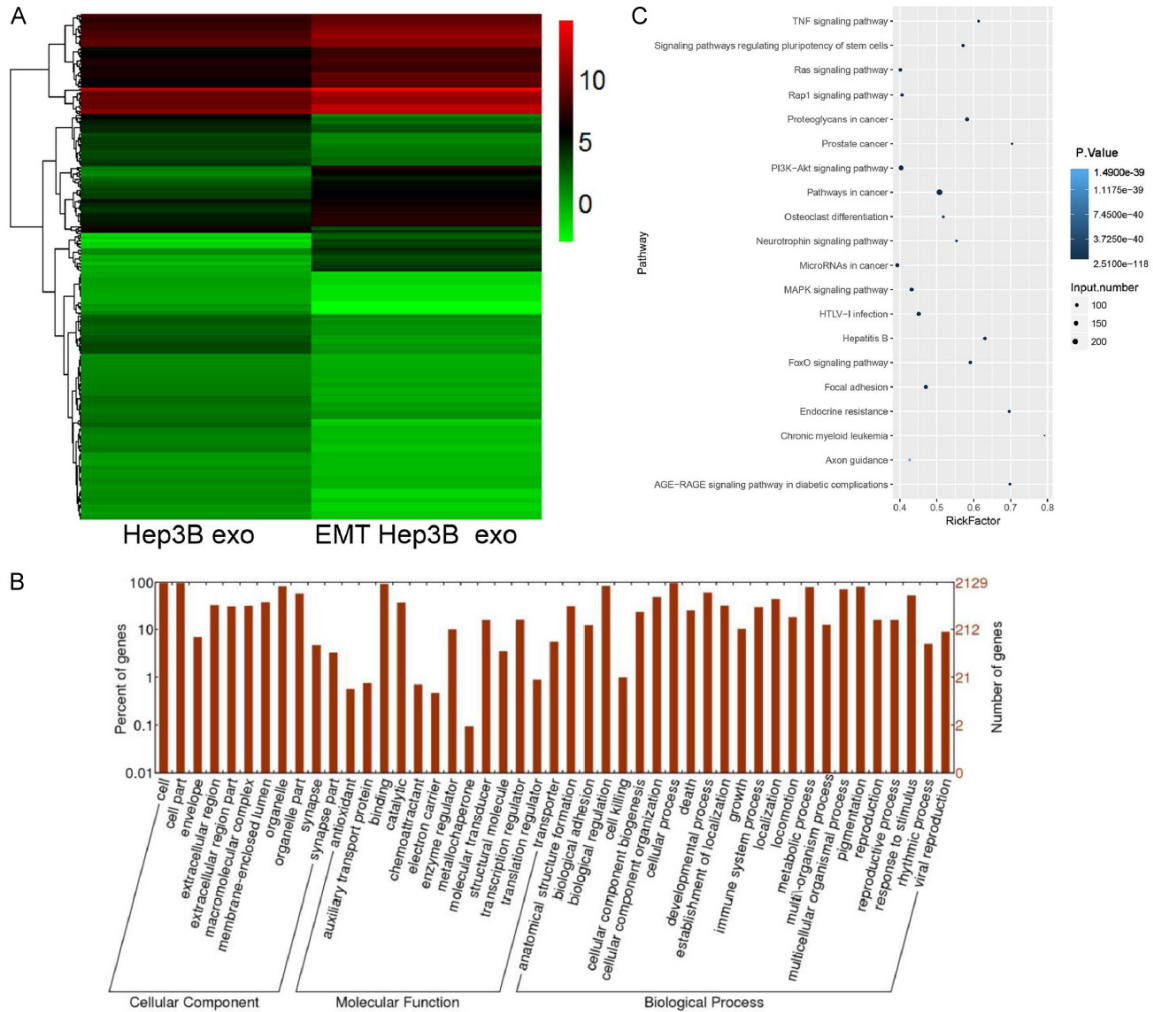 A
10
5
0
Hep3B exo
EMT Hep3B exo
C
Pathway
TNF signaling pathway
Signaling pathways regulating pluripotency of stem cells
Ras signaling pathway
Rap1 signaling pathway
Proteoglycans in cancer
Prostate cancer
PI3K-Akt signaling pathway
Pathways in cancer
Osteoclast differentiation
Neurotrophin signaling pathway
MicroRNAs in cancer
MAPK signaling pathway
HTLV-I infection
Hepatitis B
FoxO signaling pathway
Focal adhesion
Endocrine resistance
Chronic myeloid leukemia
Axon guidance
AGE-RAGE signaling pathway in diabetic complications
0.4 0.5 0.6 0.7 0.8
RickFactor
P.Value
1.4900e-39
1.1175e-39
7.4500e-40
3.7250e-40
2.5100e-118
Input.number
100
150
200
B
Percent of genes
100
10
1
0.1
0.01
Number of genes
2129
212
21
2
0
cell
cell part
envelope
extracellular region
extracellular region part
macromolecular complex
membrane-enclosed lumen
organelle
organelle part
synapse
synapse part
antioxidant
auxiliary transport protein
binding
catalytic
chemoattractant
electron carrier
enzyme regulator
metallochaperone
molecular transducer
structural molecule
transcription regulator
translation regulator
transporter
anatomical structure formation
biological adhesion
biological regulation
cell killing
cellular component biogenesis
cellular component organization
cellular process
death
developmental process
establishment of localization
growth
immune system process
localization
locomotion
metabolic process
multi\-organism process
multicellular organismal process
pigmentation
reproduction
reproductive process
response to stimulus
rhythmic process
viral reproduction
Cellular Component
Molecular Function
Biological Process